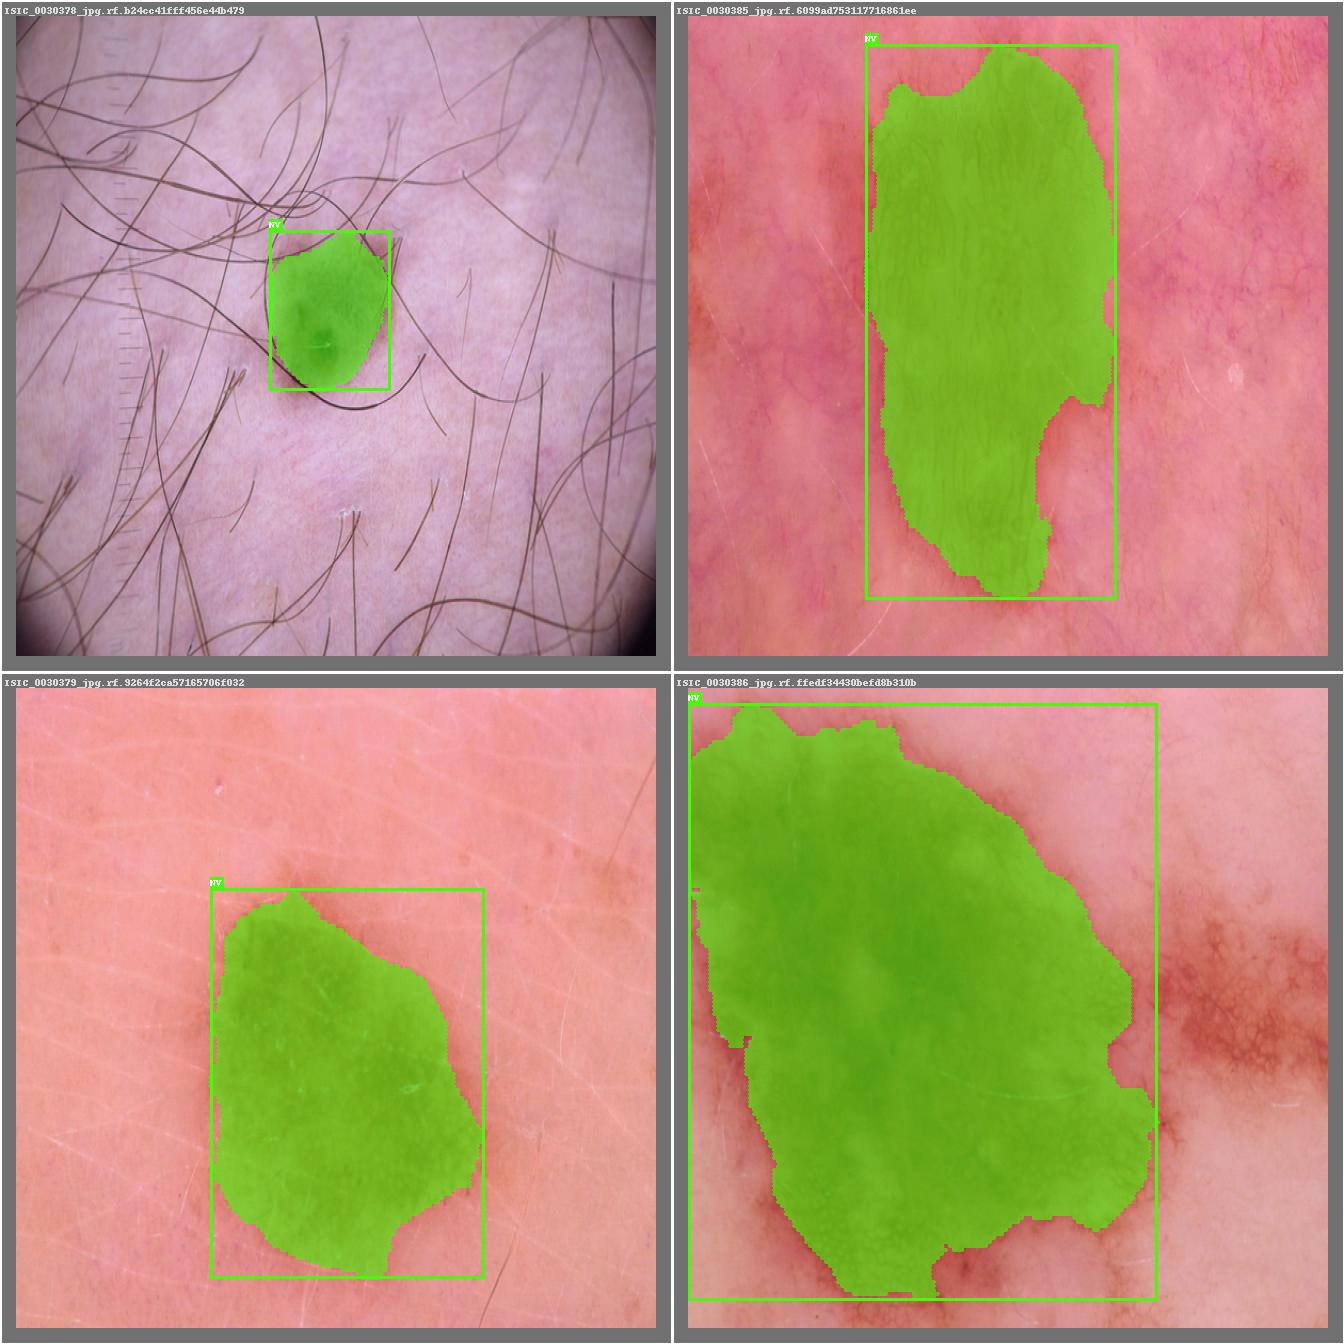 ISIC_0030378_jpg.rf.b24cc41fff456e44b479
ISIC_0030385_jpg.rf.6099ad753117716861ee
NV
NV
ISIC_0030379_jpg.rf.9264f2ca57165706f032
ISIC_0030386_jpg.rf.ffedf34430befd8b310b
NV
NV